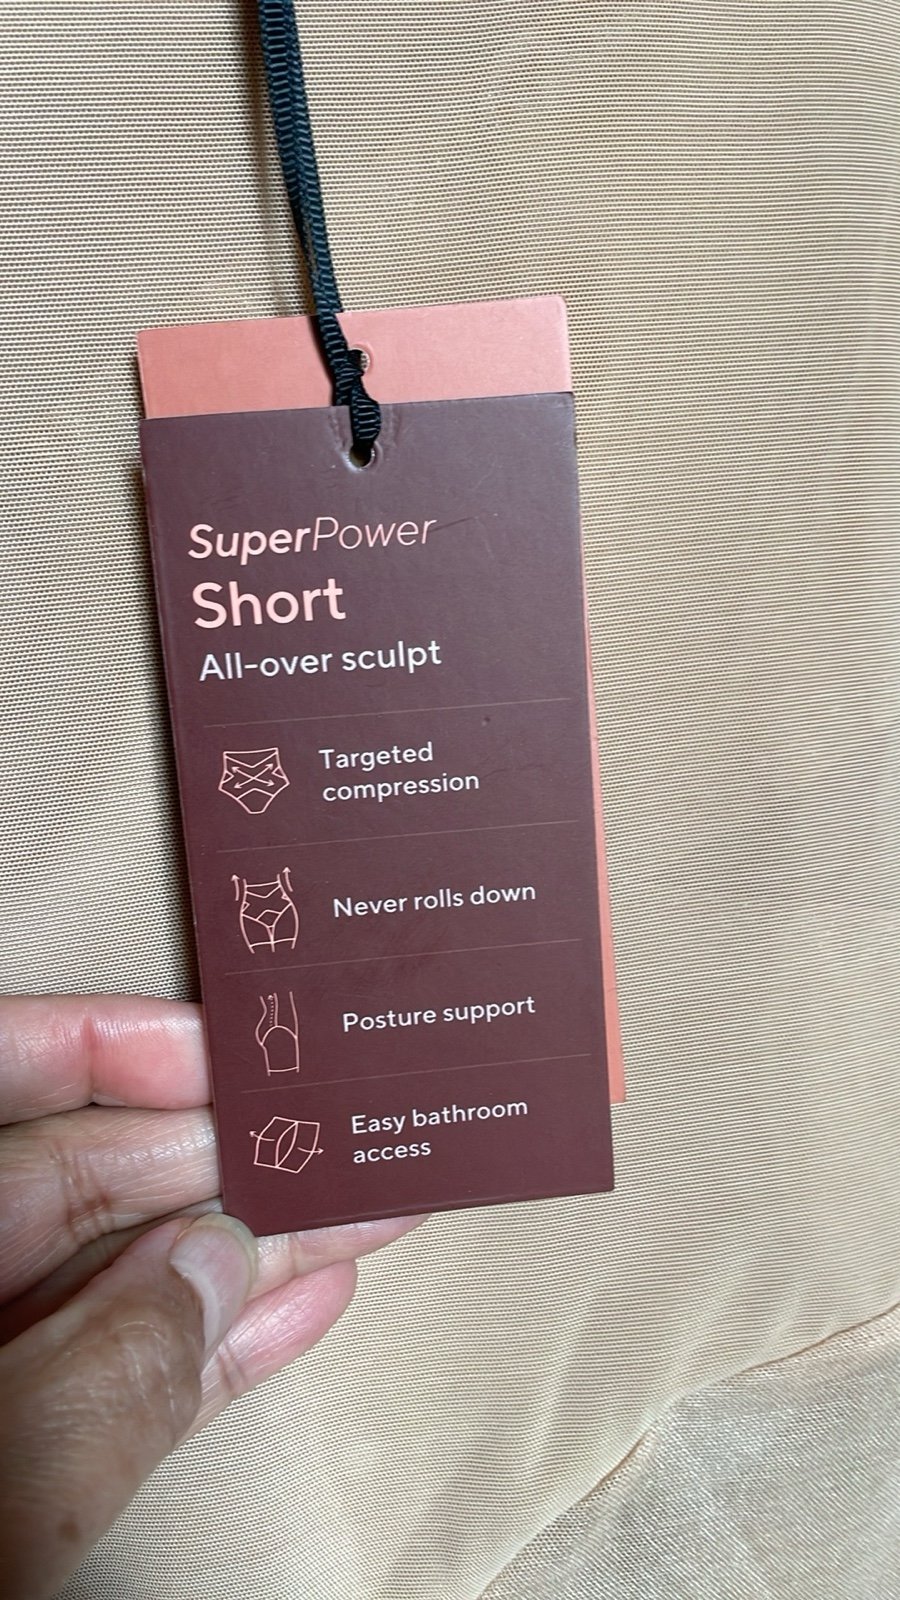 SuperPower
Short
All-over sculpt
Targeted
compression
Never rolls down
Posture support
Easy bathroom
access